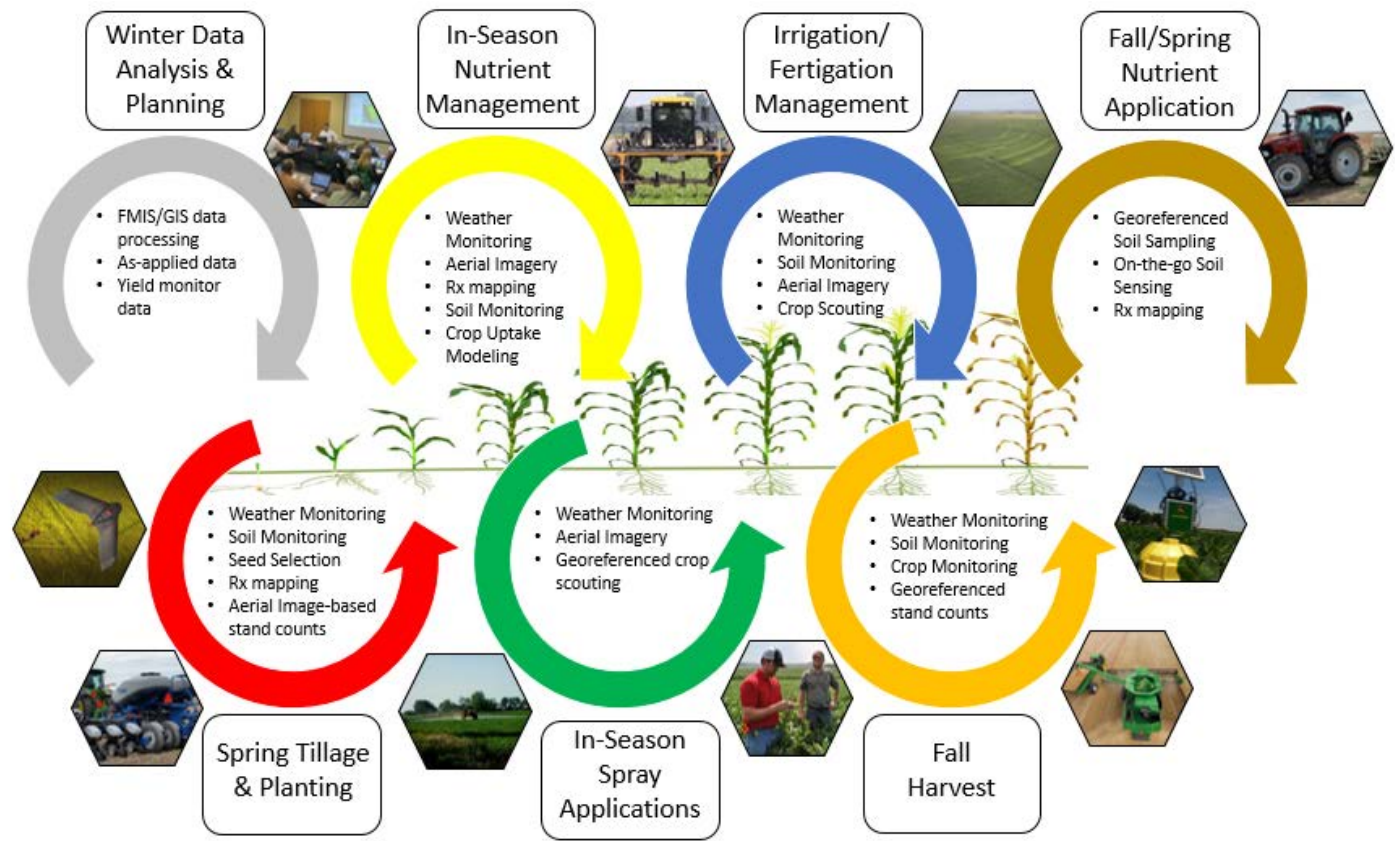 Winter Data
Analysis &
Planning
• FMIS/GIS data
processing
• As-applied data
• Yield monitor
data
In-Season
Nutrient
Management
• Weather
Monitoring
• Aerial Imagery
• Rx mapping
• Soil Monitoring
• Crop Uptake
Modeling
Irrigation/
Fertigation
Management
• Weather
Monitoring
• Soil Monitoring
• Aerial Imagery
• Crop Scouting
Fall/Spring
Nutrient
Application
• Georeferenced
Soil Sampling
• On-the-go Soil
Sensing
• Rx mapping
• Weather Monitoring
• Soil Monitoring
• Seed Selection
• Rx mapping
• Aerial Image-based
stand counts
Spring Tillage
& Planting
• Weather Monitoring
• Aerial Imagery
• Georeferenced crop
scouting
In-Season
Spray
Applications
• Weather Monitoring
• Soil Monitoring
• Crop Monitoring
• Georeferenced
stand counts
Fall
Harvest